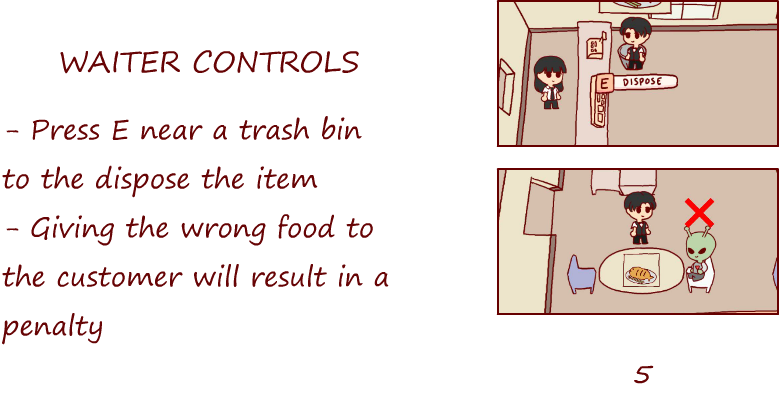 WAITER CONTROLS
- Press E near a trash bin
to the dispose the item
- Giving the wrong food to
the customer will result in a
penalty
E DISPOSE
5